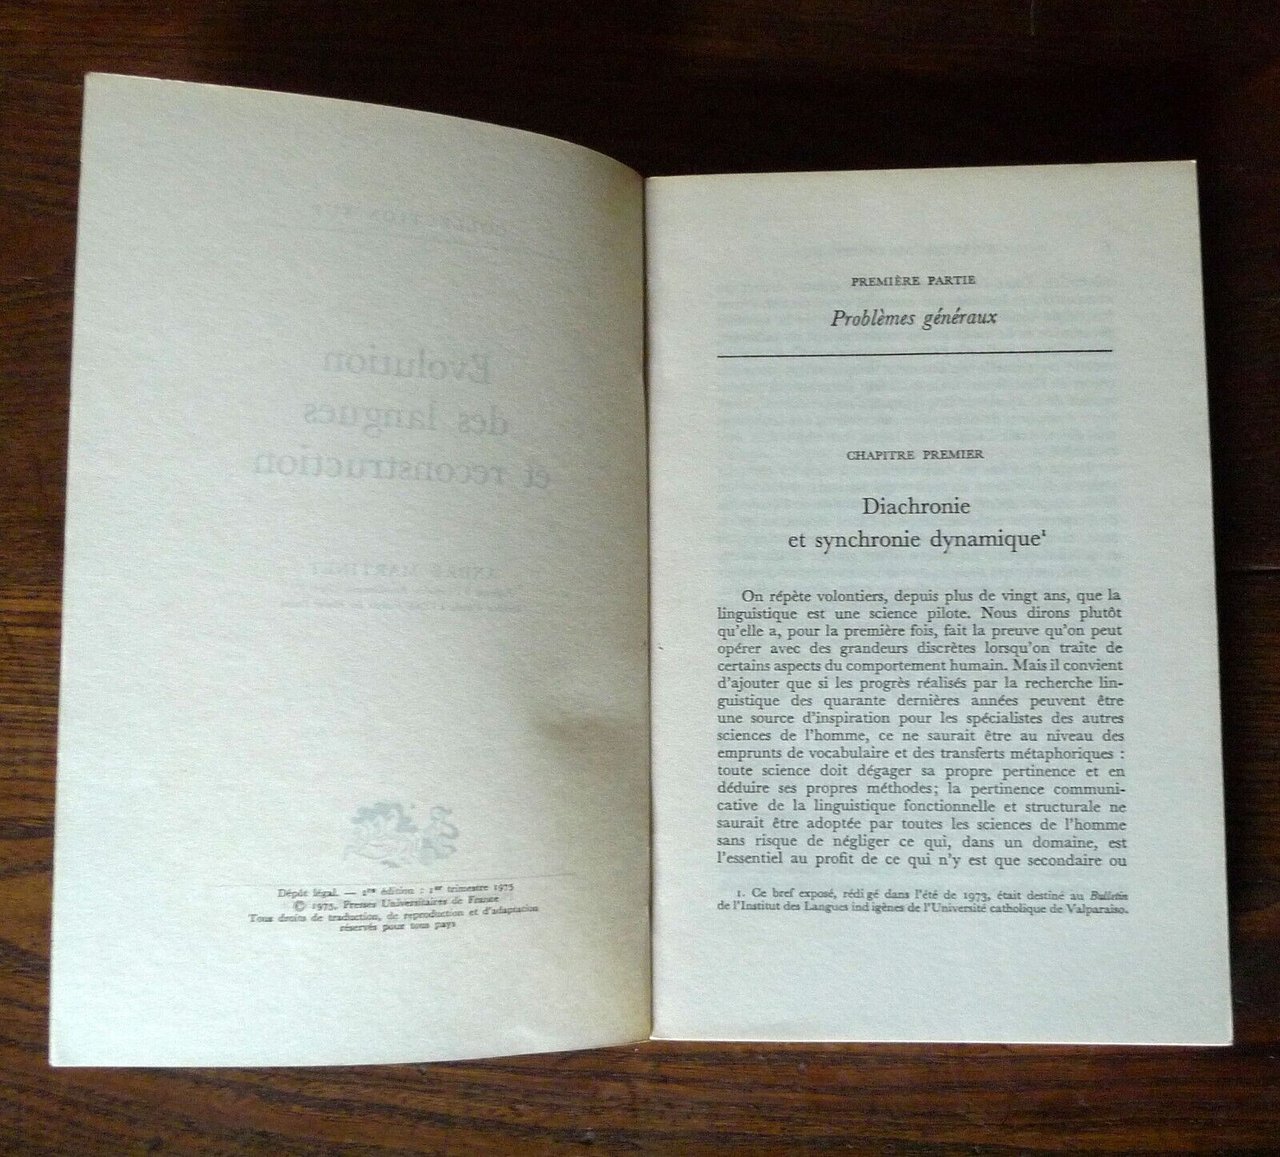 Dépôt légal. — 1re édition : 1er trimestre 1975
© 1975, Presses Universitaires de France
Tous droits de traduction, de reproduction et d'adaptation
réservés pour tous pays
PREMIÈRE PARTIE
Problèmes généraux
CHAPITRE PREMIER
Diachronie
et synchronie dynamique¹
On répète volontiers, depuis plus de vingt ans, que la
linguistique est une science pilote. Nous dirons plutôt
qu'elle a, pour la première fois, fait la preuve qu'on peut
opérer avec des grandeurs discrètes lorsqu'on traite de
certains aspects du comportement humain. Mais il convient
d'ajouter que si les progrès réalisés par la recherche lin-
guistique des quarante dernières années peuvent être
une source d'inspiration pour les spécialistes des autres
sciences de l'homme, ce ne saurait être au niveau des
emprunts de vocabulaire et des transferts métaphoriques :
toute science doit dégager sa propre pertinence et en
déduire ses propres méthodes; la pertinence communi-
cative de la linguistique fonctionnelle et structurale ne
saurait être adoptée par toutes les sciences de l'homme
sans risque de négliger ce qui, dans un domaine, est
l'essentiel au profit de ce qui n'y est que secondaire ou
1. Ce bref exposé, rédigé dans l'été de 1973, était destiné au Bulletin
de l'Institut des Langues indigènes de l'Université catholique de Valparaiso.